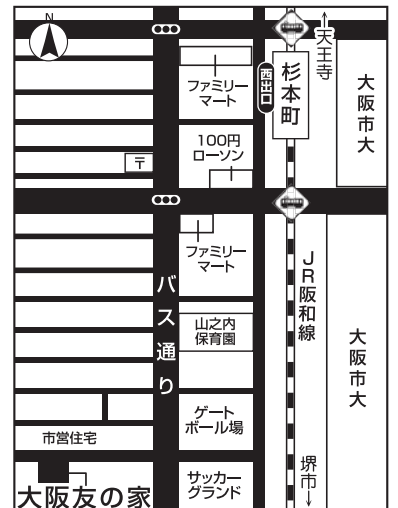 N
↑
天王寺
ファミリー
マート
西出口
杉本町
大阪市大
100円
ローソン
〒
ファミリー
マート
バス通り
JR阪和線
山之内
保育園
大阪市大
ゲート
ボール場
市営住宅
サッカー
グランド
堺市
↓
大阪友の家